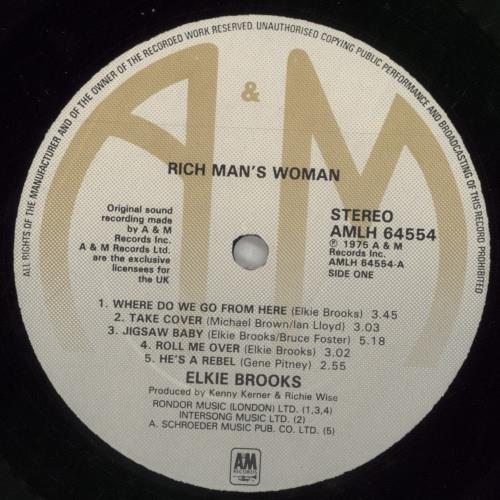 ALL RIGHTS OF THE MANUFACTURER AND OF THE OWNER OF THE RECORDED WORK RESERVED. UNAUTHORISED COPYING PUBLIC PERFORMANCE AND BROADCASTING OF THIS RECORD PROHIBITED
A & M
RICH MAN'S WOMAN
Original sound
recording made
by A & M
Records Inc.
A & M Records Ltd.
are the exclusive
licensees for
the UK
STEREO
AMLH 64554
℗ 1975 A & M
Records Inc.
AMLH 64554-A
SIDE ONE
1. WHERE DO WE GO FROM HERE (Elkie Brooks) 3.45
2. TAKE COVER (Michael Brown/Ian Lloyd) 3.03
3. JIGSAW BABY (Elkie Brooks/Bruce Foster) 5.18
4. ROLL ME OVER (Elkie Brooks) 3.02
5. HE'S A REBEL (Gene Pitney) 2.55
ELKIE BROOKS
Produced by Kenny Kerner & Richie Wise
RONDOR MUSIC (LONDON) LTD. (1,3,4)
INTERSONG MUSIC LTD. (2)
A. SCHROEDER MUSIC PUB. CO. LTD. (5)
A&M
RECORDS